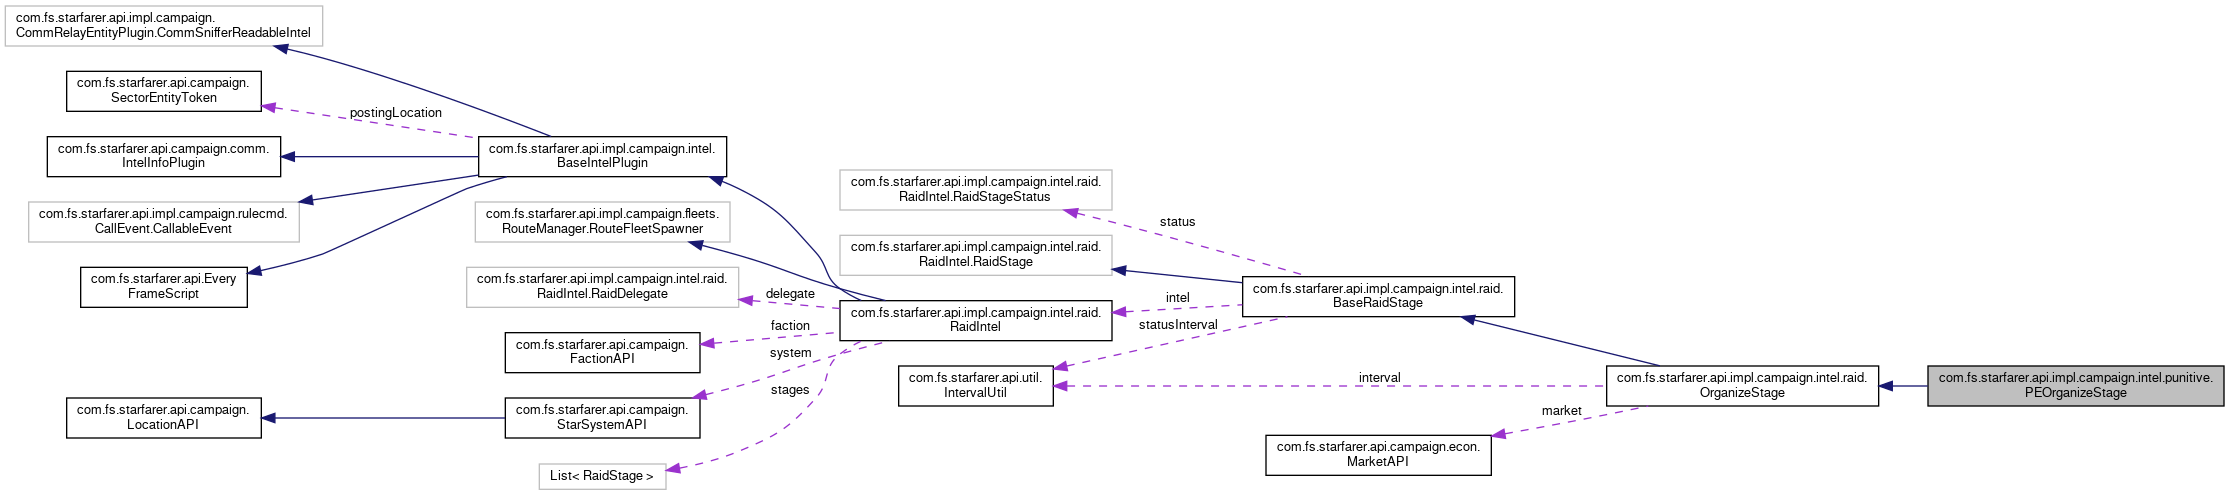 com.fs.starfarer.api.impl.campaign.
CommRelayEntityPlugin.CommSnifferReadableIntel
com.fs.starfarer.api.campaign.
SectorEntityToken
postingLocation
com.fs.starfarer.api.campaign.comm.
IntelInfoPlugin
com.fs.starfarer.api.impl.campaign.intel.
BaseIntelPlugin
com.fs.starfarer.api.impl.campaign.rulecmd.
CallEvent.CallableEvent
com.fs.starfarer.api.Every
FrameScript
com.fs.starfarer.api.impl.campaign.fleets.
RouteManager.RouteFleetSpawner
com.fs.starfarer.api.impl.campaign.intel.raid.
RaidIntel.RaidDelegate
delegate
com.fs.starfarer.api.campaign.
FactionAPI
faction
system
stages
com.fs.starfarer.api.campaign.
LocationAPI
com.fs.starfarer.api.campaign.
StarSystemAPI
List< RaidStage >
com.fs.starfarer.api.impl.campaign.intel.raid.
RaidIntel.RaidStageStatus
status
com.fs.starfarer.api.impl.campaign.intel.raid.
RaidIntel.RaidStage
com.fs.starfarer.api.impl.campaign.intel.raid.
RaidIntel
intel
statusInterval
com.fs.starfarer.api.impl.campaign.intel.raid.
BaseRaidStage
com.fs.starfarer.api.util.
IntervalUtil
interval
market
com.fs.starfarer.api.campaign.econ.
MarketAPI
com.fs.starfarer.api.impl.campaign.intel.raid.
OrganizeStage
com.fs.starfarer.api.impl.campaign.intel.punitive.
PEOrganizeStage